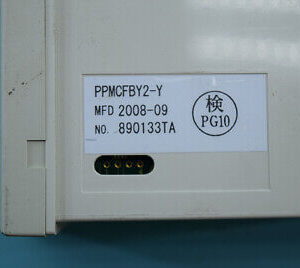 PPMCFBY2-Y
MFD 2008-09
NO. 890133TA
検
PG10